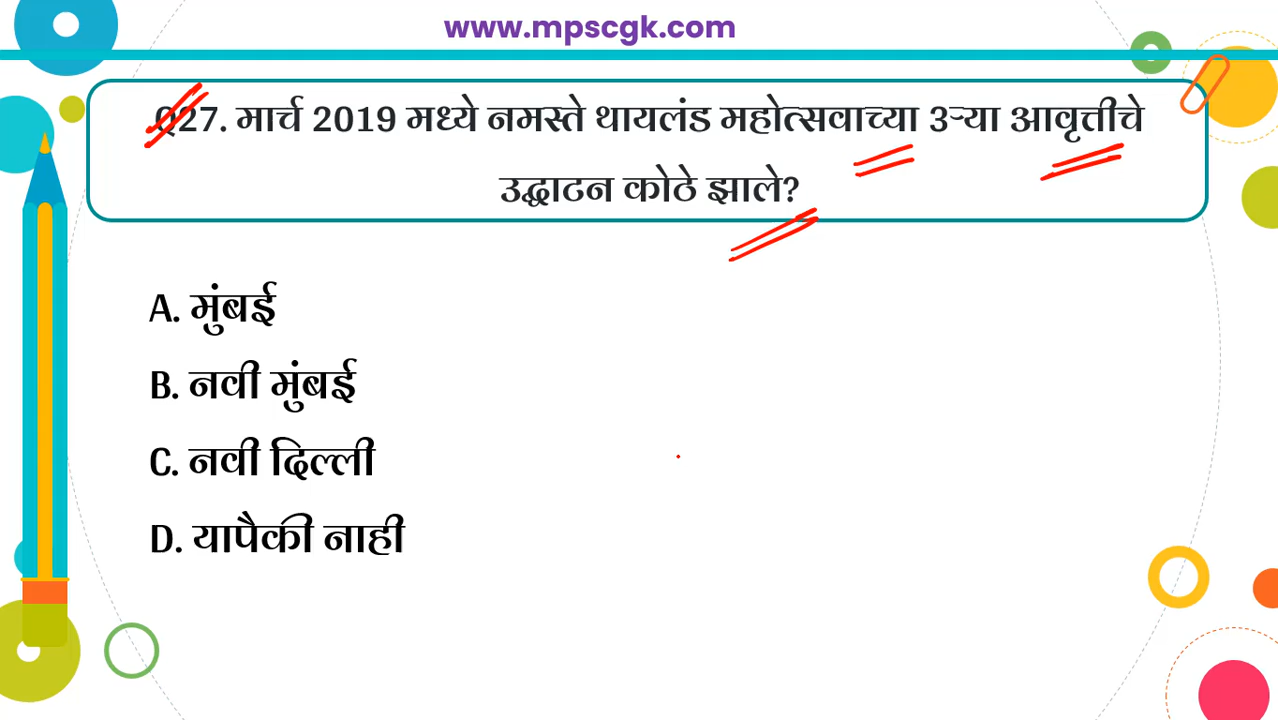 www.mpscgk.com
Q27. मार्च 2019 मध्ये नमस्ते थायलंड महोत्सवाच्या 3ऱ्या आवृत्तीचे
उद्घाटन कोठे झाले?
A. मुंबई
B. नवी मुंबई
C. नवी दिल्ली
D. यापैकी नाही